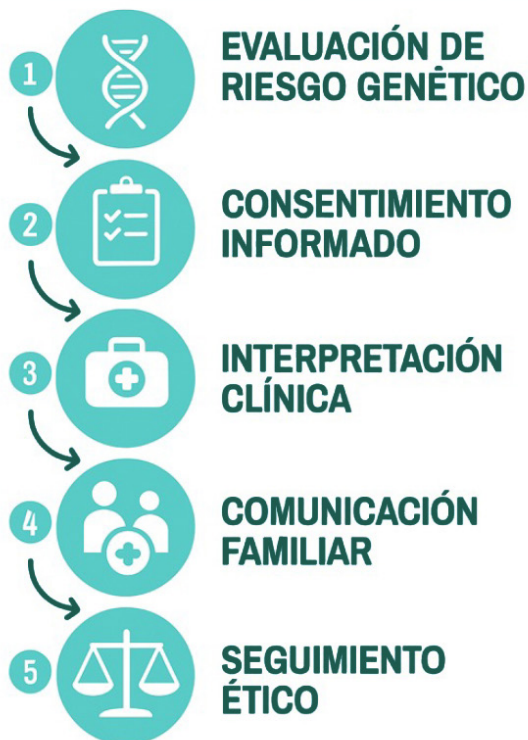 1
EVALUACIÓN DE
RIESGO GENÉTICO
2
CONSENTIMIENTO
INFORMADO
3
INTERPRETACIÓN
CLÍNICA
4
COMUNICACIÓN
FAMILIAR
5
SEGUIMIENTO
ÉTICO